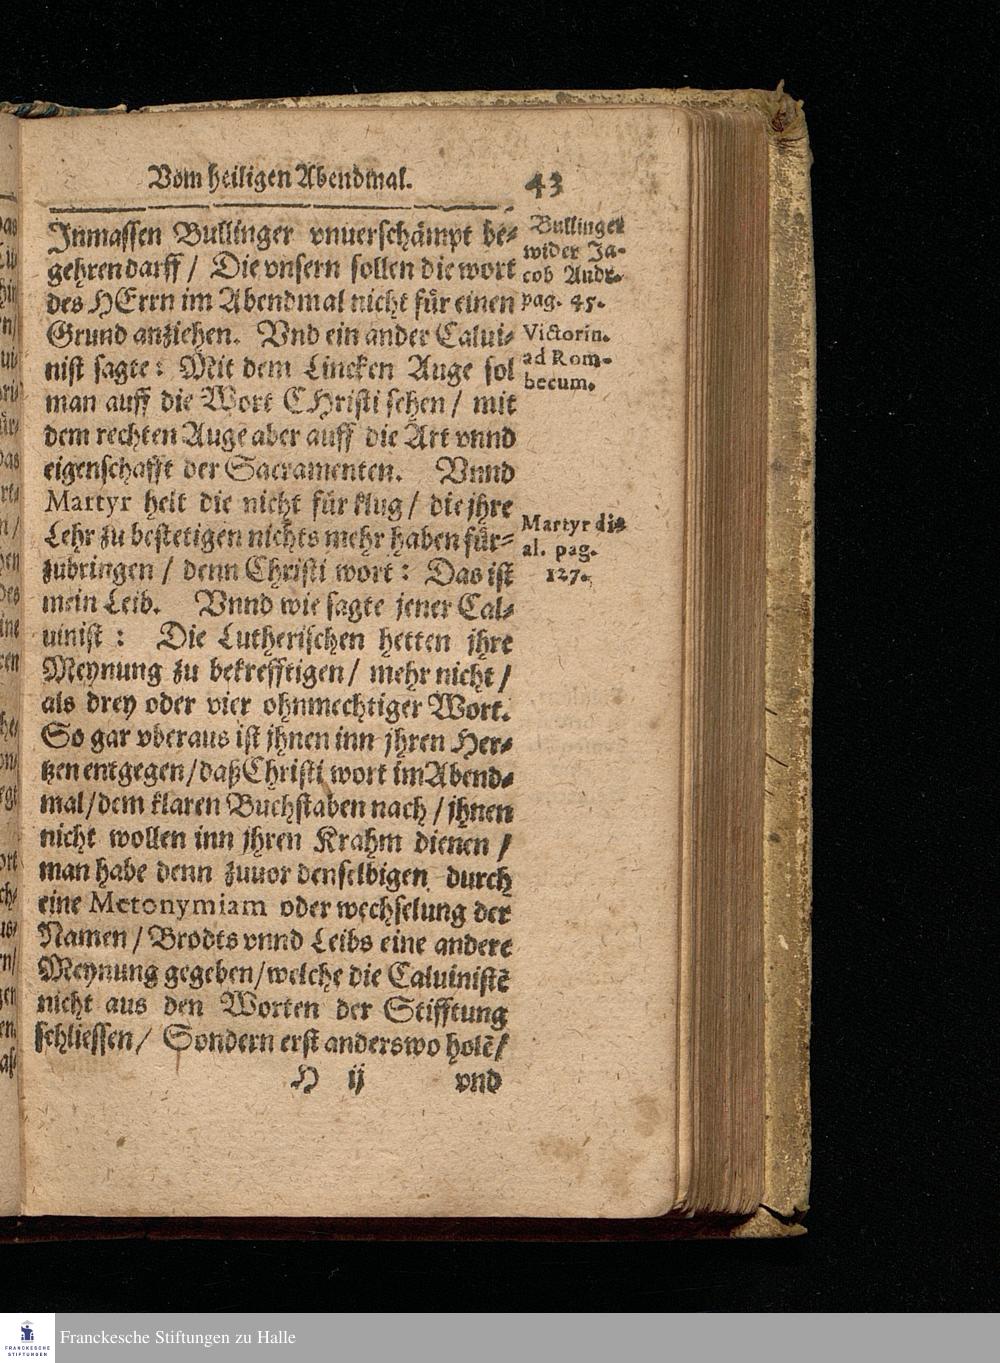 Vom heiligen Abendmal. 43
Inmassen Bullinger vnuerschämpt be-
gehren darff / Die vnsern sollen die wort
des HErrn im Abendmal nicht für einen
Grund anziehen. Vnd ein ander Calui-
nist sagte: Mit dem Lincken Auge sol
man auff die Wort CHristi sehen / mit
dem rechten Auge aber auff die Art vnnd
eigenschafft der Sacramenten. Vnnd
Martyr helt die nicht für klug / die jhre
Lehr zu bestetigen nichts mehr haben für-
zubringen / denn Christi wort: Das ist
mein Leib. Vnnd wie sagte jener Cal-
uinist: Die Lutherischen hetten jhre
Meynung zu bekrefftigen / mehr nicht /
als drey oder vier ohnmechtiger Wort.
So gar vberaus ist jhnen inn jhren Her-
tzen entgegen / daß Christi wort im Abend-
mal / dem klaren Buchstaben nach / jhnen
nicht wollen inn jhren Krahm dienen /
man habe denn zuuor denselbigen durch
eine Metonymiam oder wechselung der
Namen / Brodts vnnd Leibs eine andere
Meynung gegeben / welche die Caluinistē
nicht aus den Worten der Stifftung
schliessen / Sondern erst anderswo holē /
H ij vnd
Bullinger
wider Ja-
cob Andr.
pag. 45.
Victorin.
ad Rom-
becum.
Martyr di-
al. pag.
127.
Franckesche Stiftungen zu Halle
FRANCKESCHE
STIFTUNGEN